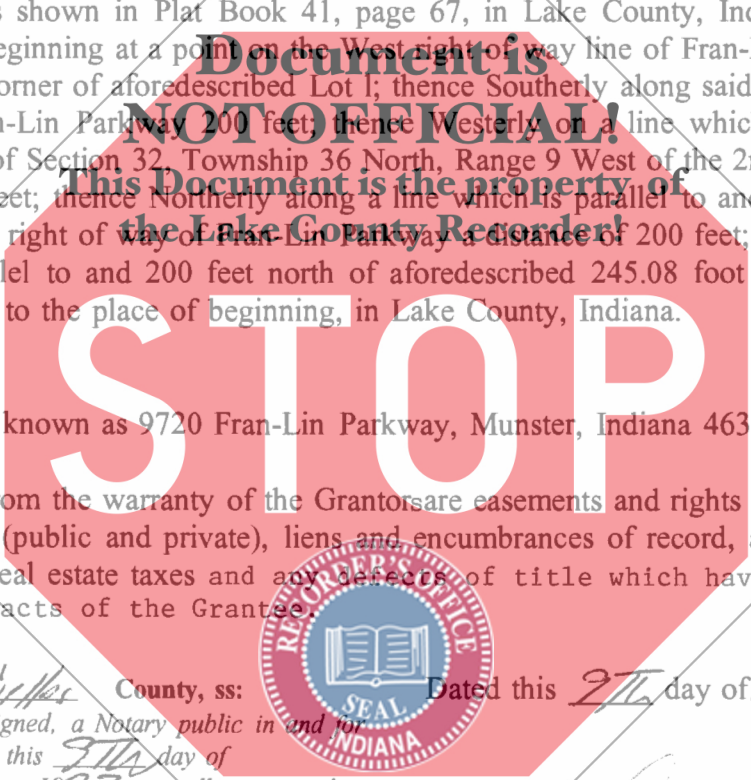 s shown in Plat Book 41, page 67, in Lake County, Ind
eginning at a point on the West right of way line of Fran-
Document is
orner of aforedescribed Lot 1; thence Southerly along said
n-Lin Parkway 200 feet; thence Westerly on a line whic
NOT OFFICIAL!
of Section 32, Township 36 North, Range 9 West of the 2
This Document is the property of
eet; thence Northerly along a line which is parallel to and
the Lake County Recorder!
right of way of Fran-Lin Parkway a distance of 200 feet;
lel to and 200 feet north of aforedescribed 245.08 foot
to the place of beginning, in Lake County, Indiana.
STOP
known as 9720 Fran-Lin Parkway, Munster, Indiana 463
om the warranty of the Grantorsare easements and rights
(public and private), liens and encumbrances of record,
eal estate taxes and any defects of title which hav
acts of the Grantee.
RECORDER'S OFFICE
SEAL
INDIANA
County, ss:
Dated this 9Th day of
gned, a Notary public in and for
this 9Th day of